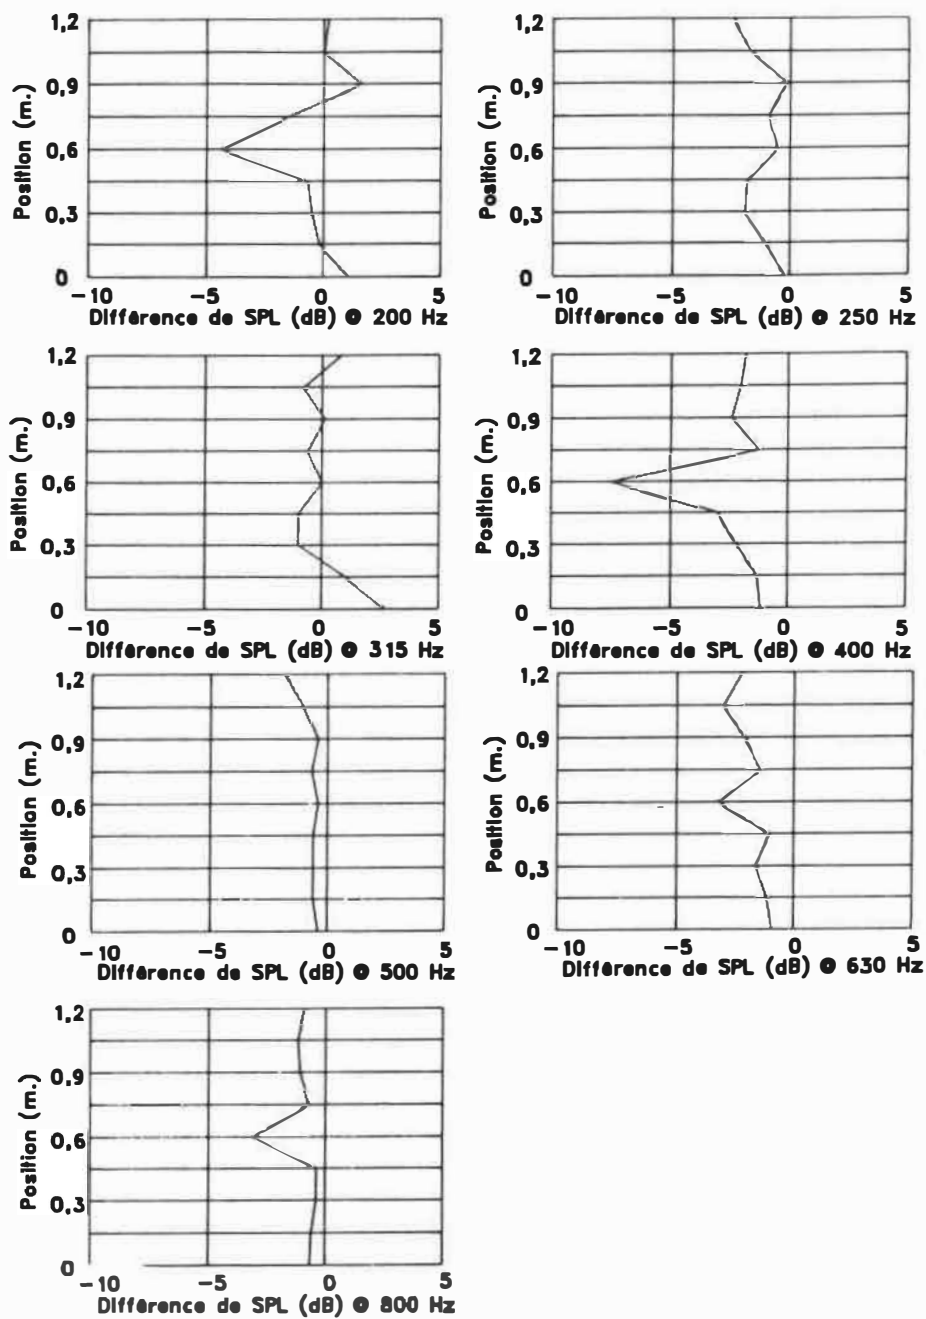 1,2
0,9
0,6
0,3
0
Position (m.)
-10 -5 0 5
Différence de SPL (dB) @ 200 Hz
1,2
0,9
0,6
0,3
0
Position (m.)
-10 -5 0 5
Différence de SPL (dB) @ 250 Hz
1,2
0,9
0,6
0,3
0
Position (m.)
-10 -5 0 5
Différence de SPL (dB) @ 315 Hz
1,2
0,9
0,6
0,3
0
Position (m.)
-10 -5 0 5
Différence de SPL (dB) @ 400 Hz
1,2
0,9
0,6
0,3
0
Position (m.)
-10 -5 0 5
Différence de SPL (dB) @ 500 Hz
1,2
0,9
0,6
0,3
0
Position (m.)
-10 -5 0 5
Différence de SPL (dB) @ 630 Hz
1,2
0,9
0,6
0,3
0
Position (m.)
-10 -5 0 5
Différence de SPL (dB) @ 800 Hz